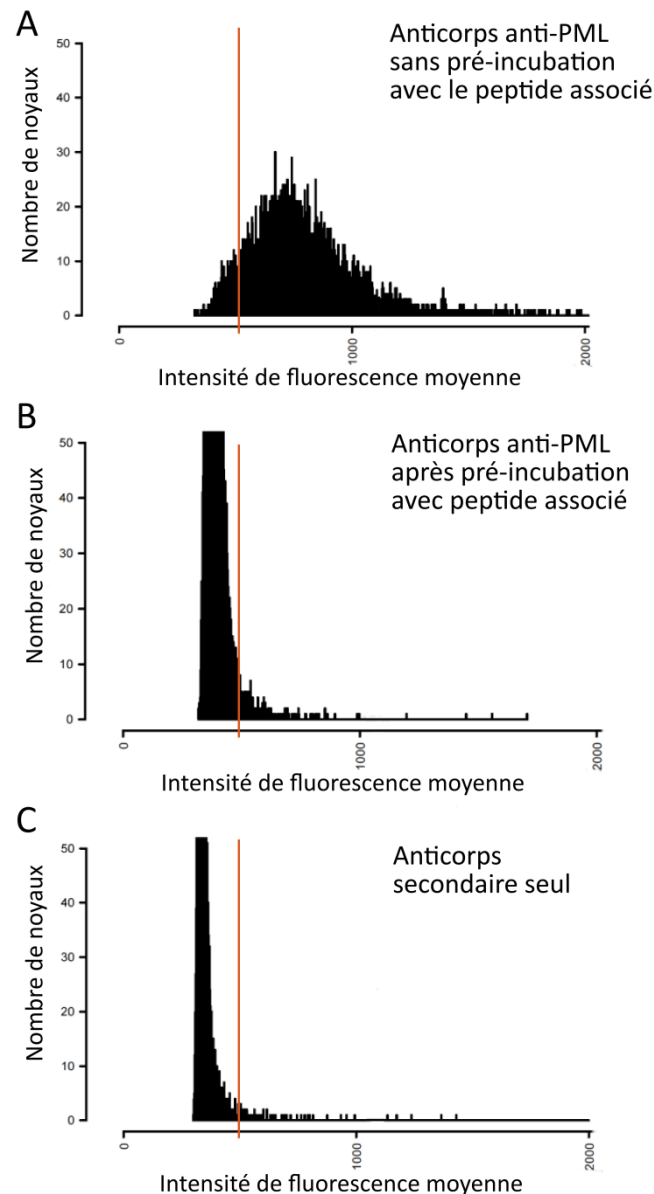 A
Anticorps anti-PML
sans pré-incubation
avec le peptide associé
Nombre de noyaux
50
40
30
20
10
0
0
1000
2000
Intensité de fluorescence moyenne
B
Anticorps anti-PML
après pré-incubation
avec peptide associé
Nombre de noyaux
50
40
30
20
10
0
0
1000
2000
Intensité de fluorescence moyenne
C
Anticorps
secondaire seul
Nombre de noyaux
50
40
30
20
10
0
0
1000
2000
Intensité de fluorescence moyenne